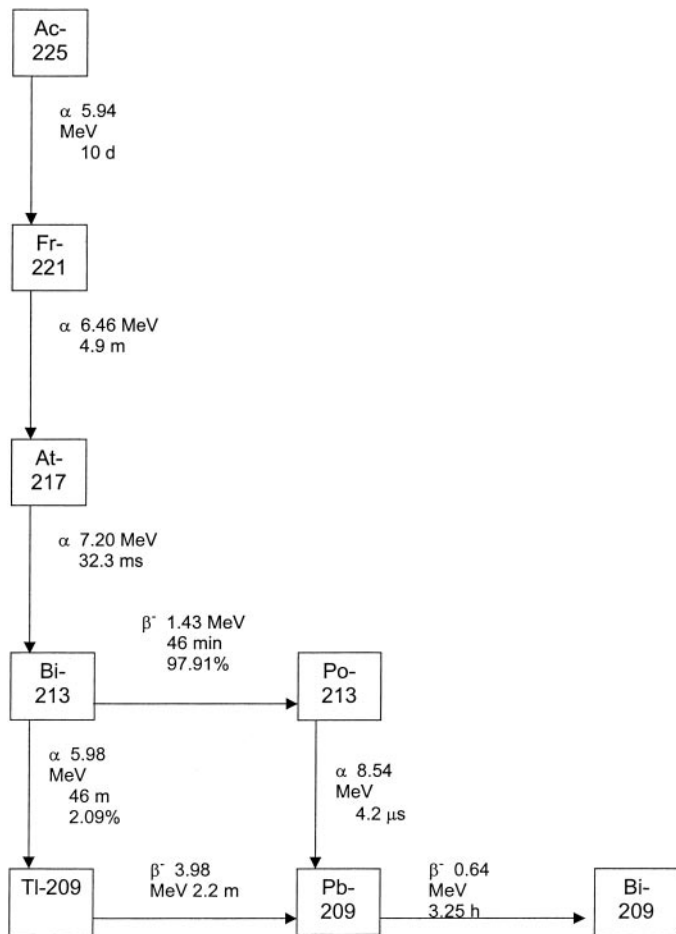 Ac-
225
α 5.94
MeV
10 d
Fr-
221
α 6.46 MeV
4.9 m
At-
217
α 7.20 MeV
32.3 ms
β⁻ 1.43 MeV
46 min
97.91%
Bi-
213
Po-
213
α 5.98
MeV
46 m
2.09%
α 8.54
MeV
4.2 μs
Tl-209
β⁻ 3.98
MeV 2.2 m
Pb-
209
β⁻ 0.64
MeV
3.25 h
Bi-
209